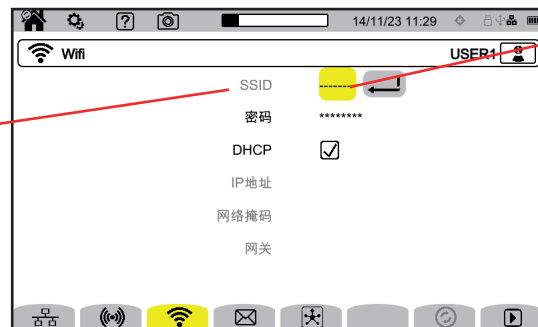 14/11/23 11:29
Wifi USER1
SSID ------
密码 ********
DHCP
IP地址
网络掩码
网关